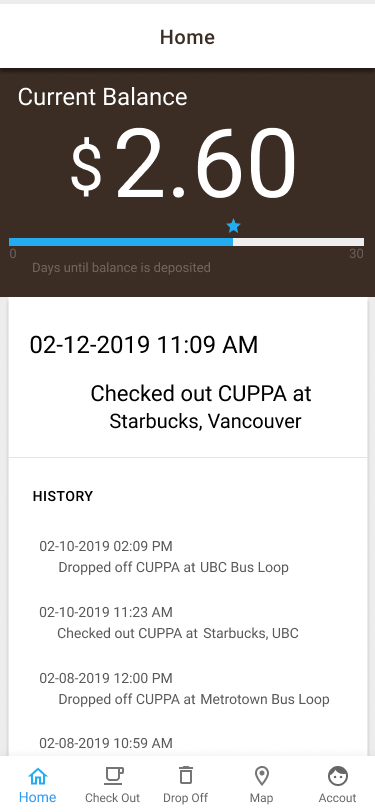 Home
Current Balance
$2.60
0 30
Days until balance is deposited
02-12-2019 11:09 AM
Checked out CUPPA at
Starbucks, Vancouver
HISTORY
02-10-2019 02:09 PM
Dropped off CUPPA at UBC Bus Loop
02-10-2019 11:23 AM
Checked out CUPPA at Starbucks, UBC
02-08-2019 12:00 PM
Dropped off CUPPA at Metrotown Bus Loop
02-08-2019 10:59 AM
Home Check Out Drop Off Map Accout